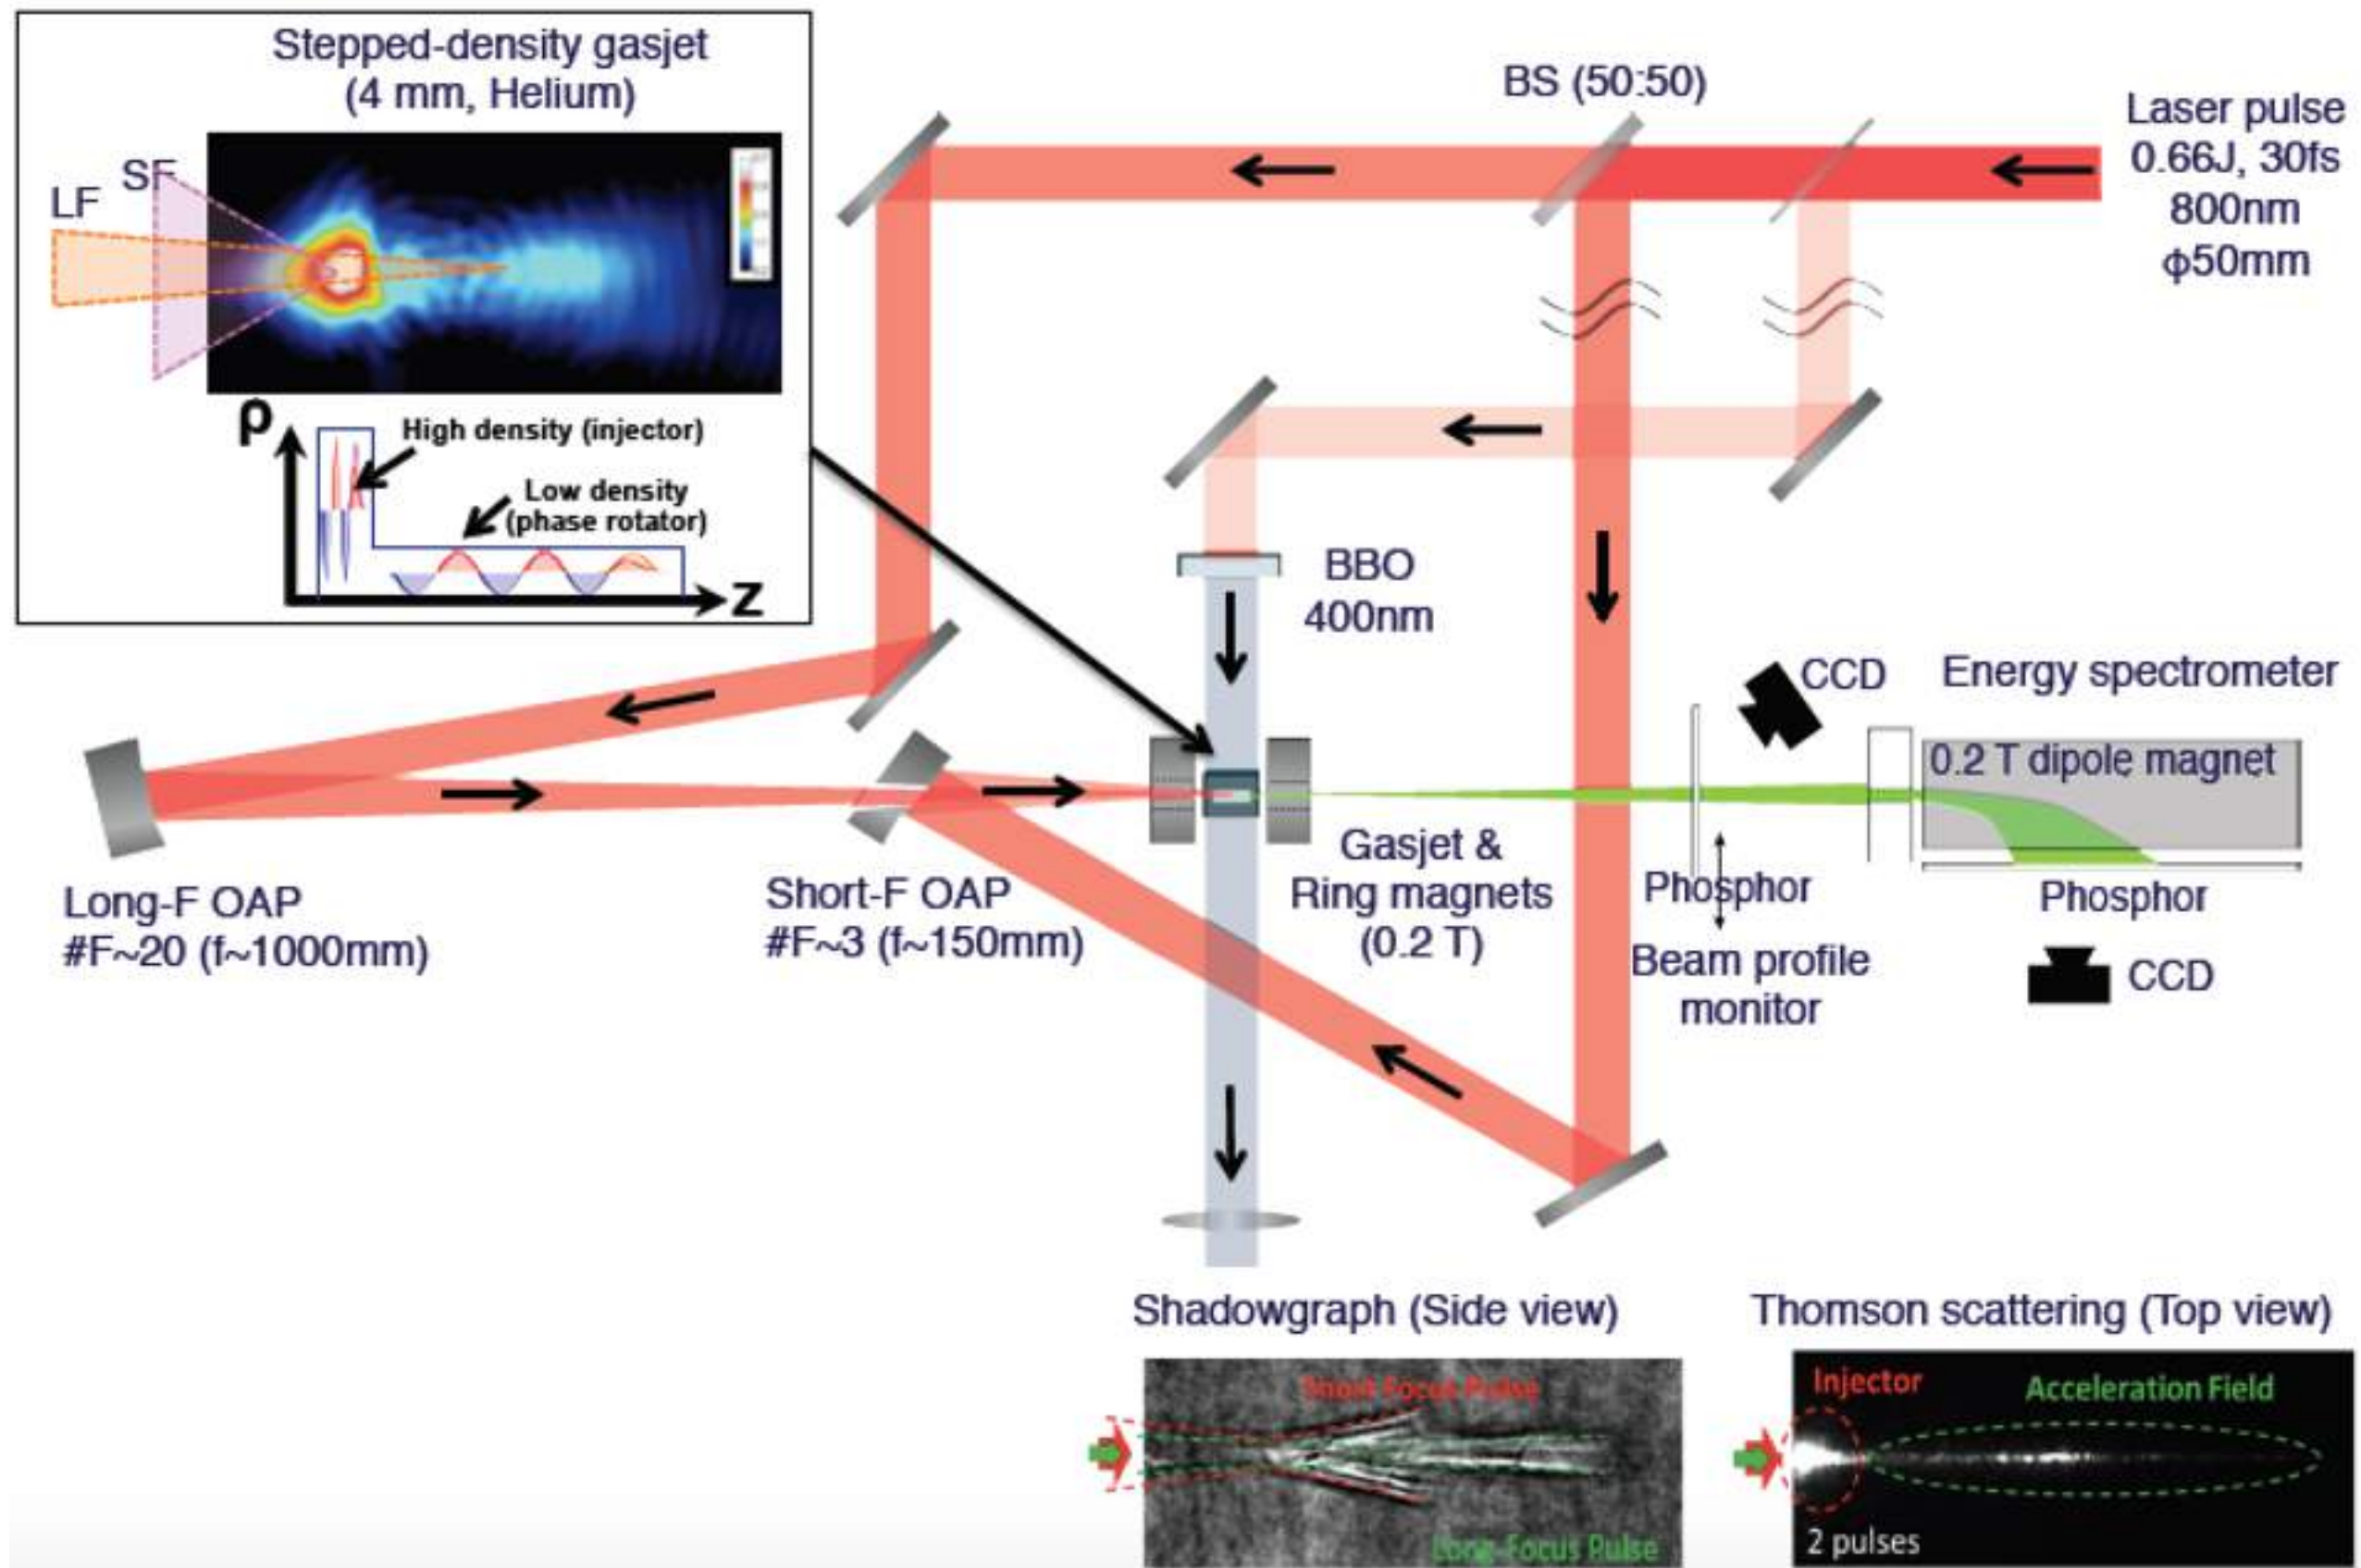 Stepped-density gasjet
(4 mm, Helium)
LF
SF
ρ
High density (injector)
Low density
(phase rotator)
z
BS (50:50)
Laser pulse
0.66J, 30fs
800nm
ϕ50mm
BBO
400nm
CCD
Energy spectrometer
0.2 T dipole magnet
Long-F OAP
#F~20 (f~1000mm)
Short-F OAP
#F~3 (f~150mm)
Gasjet &
Ring magnets
(0.2 T)
Phosphor
Beam profile
monitor
Phosphor
CCD
Shadowgraph (Side view)
Short Focus Pulse
Long-Focus Pulse
Thomson scattering (Top view)
Injector
Acceleration Field
2 pulses